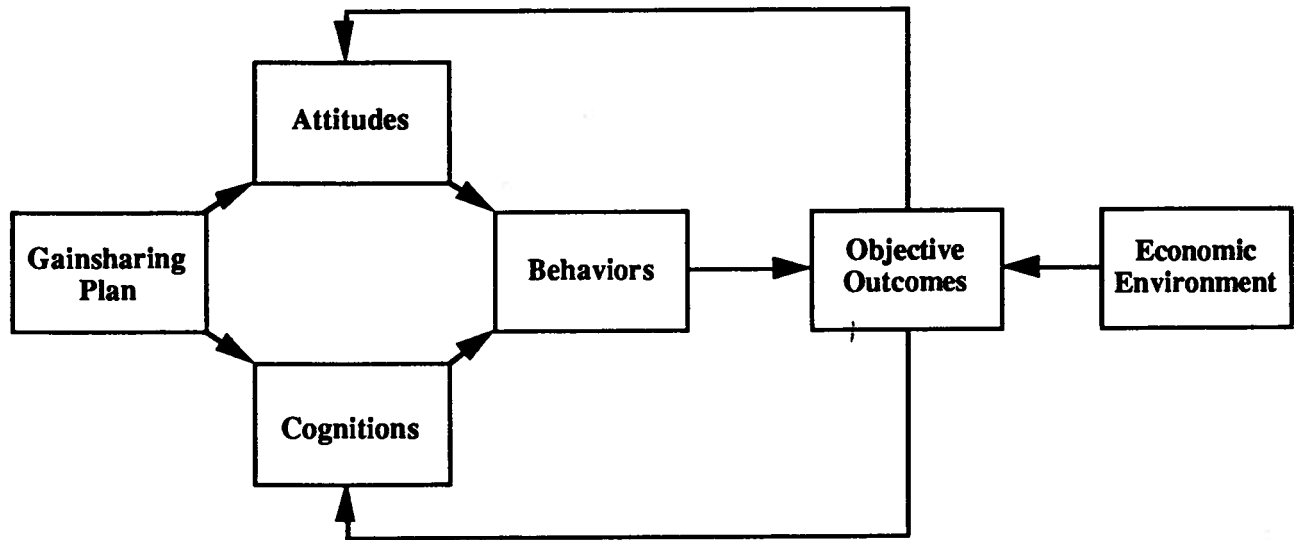 Attitudes
Gainsharing
Plan
Behaviors
Objective
Outcomes
Economic
Environment
Cognitions